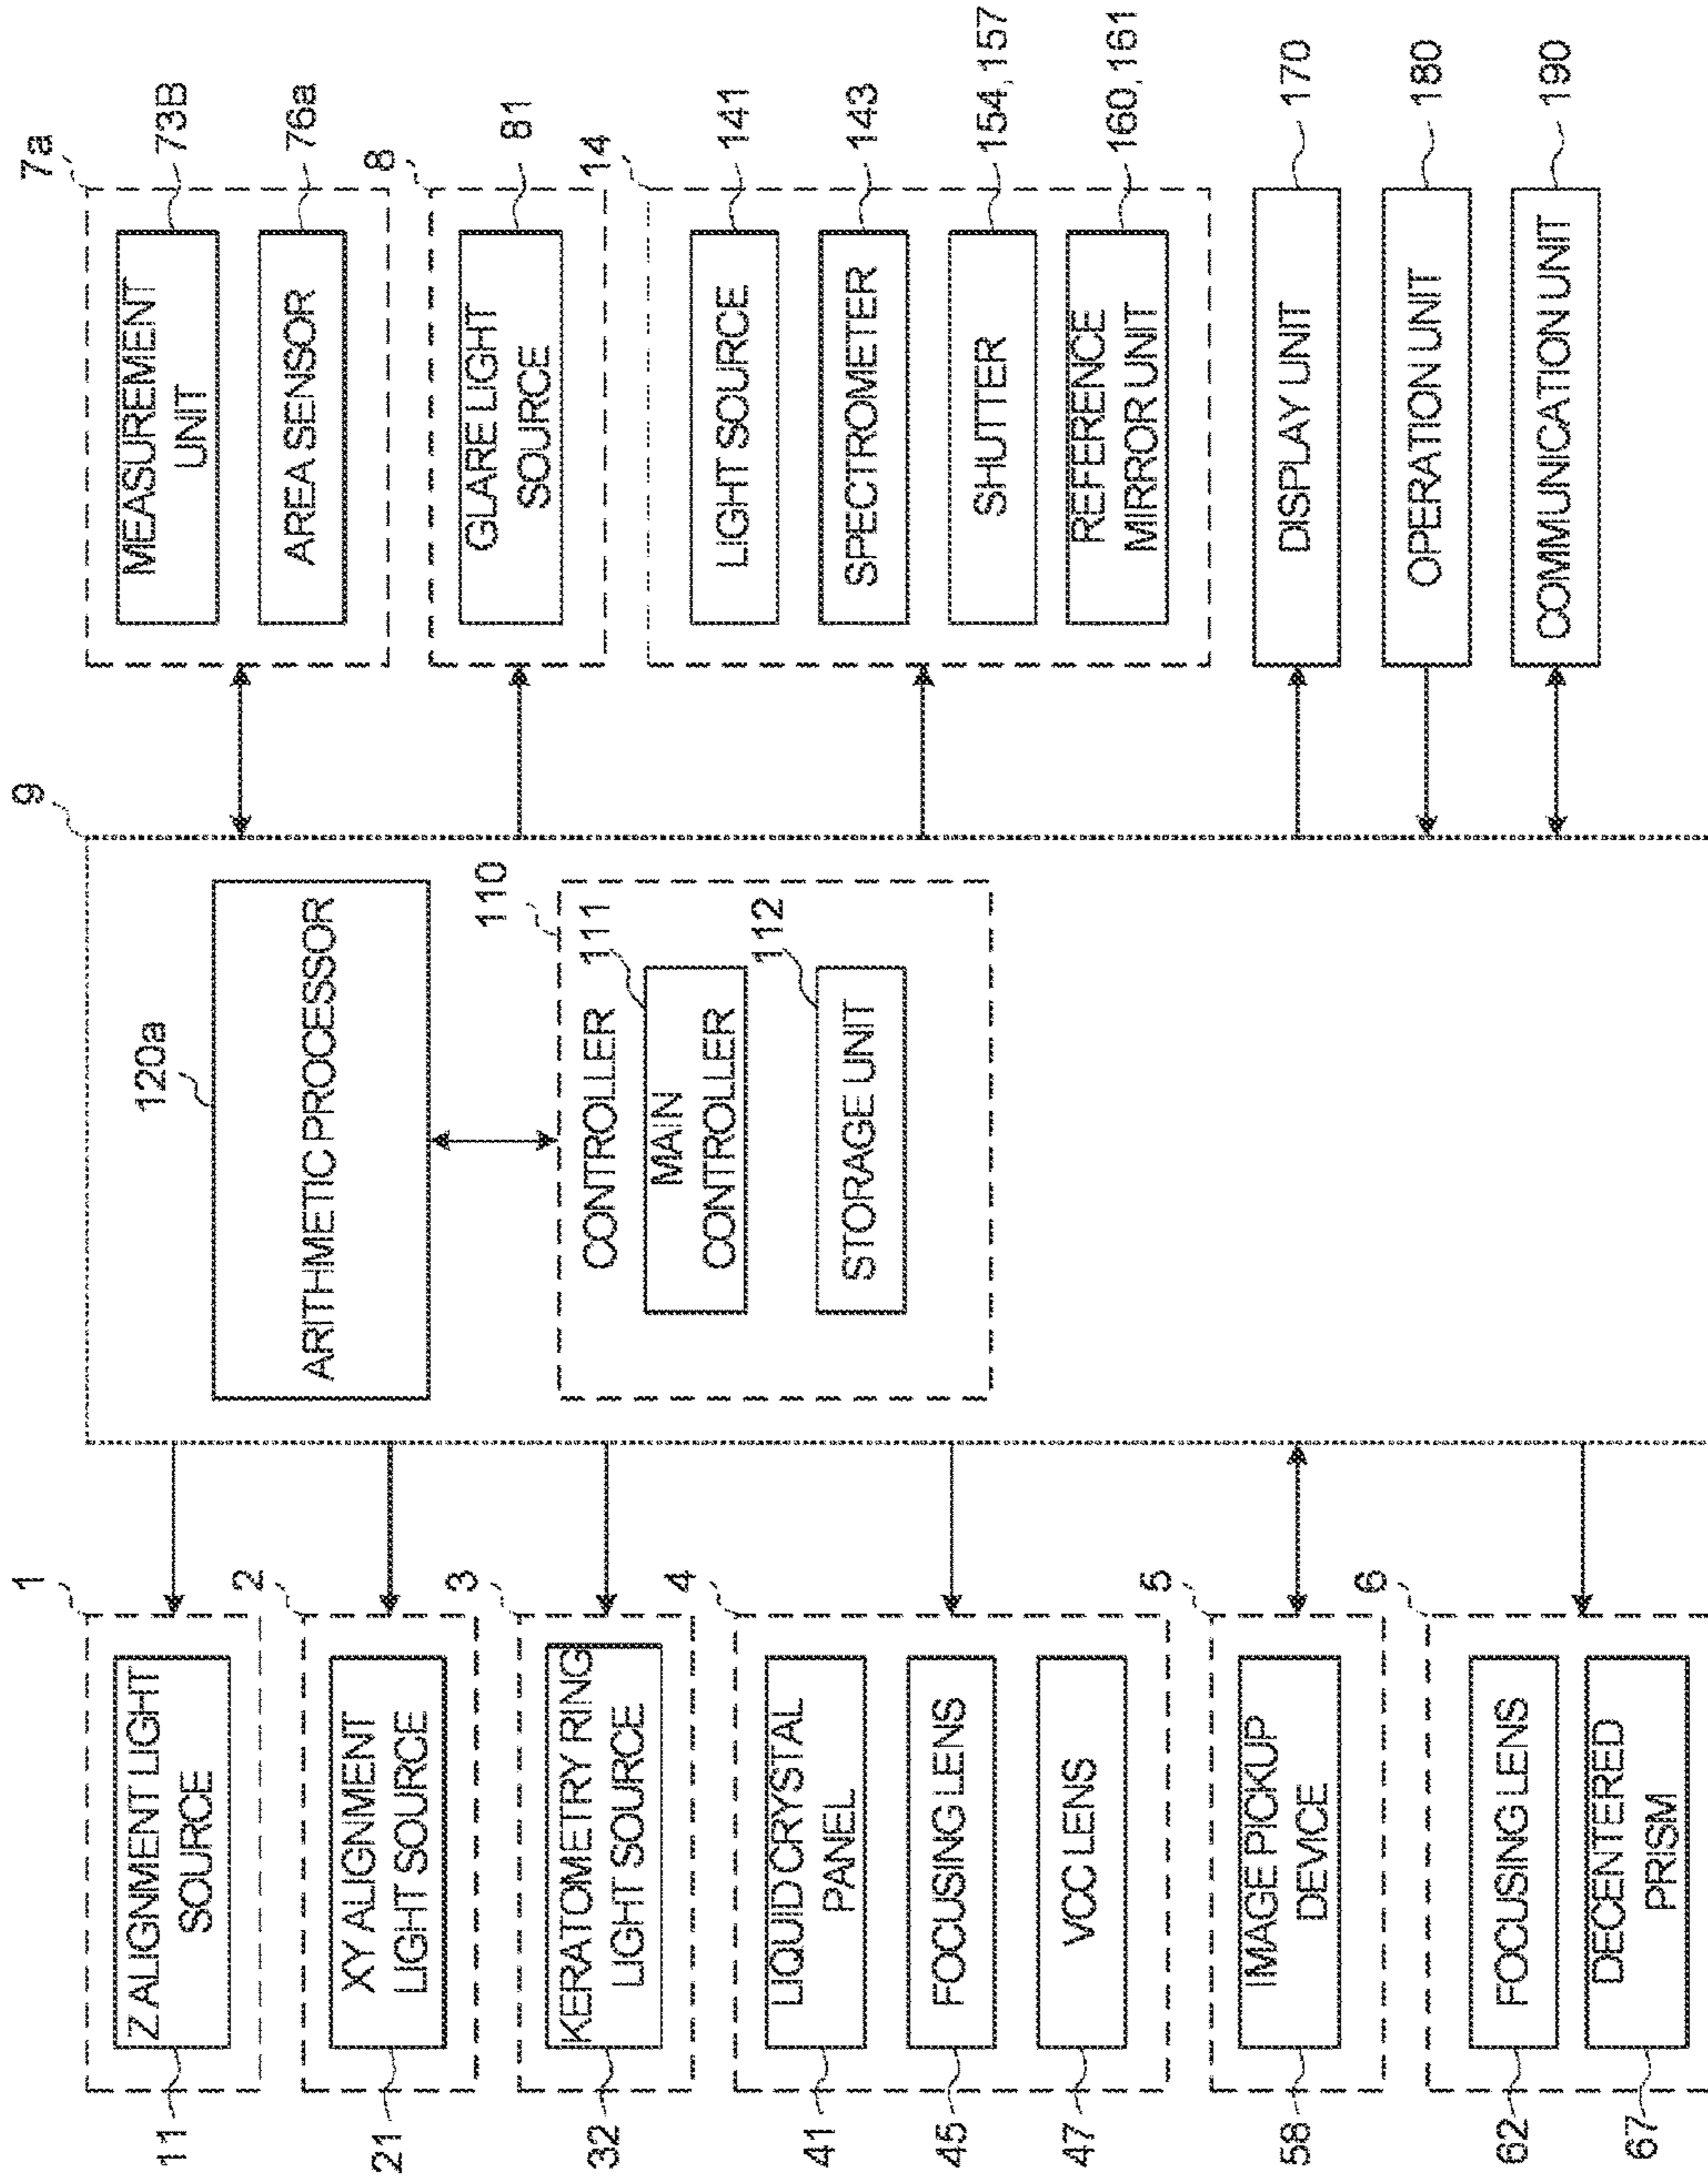 1
Z ALIGNMENT LIGHT
SOURCE
11
2
XY ALIGNMENT
LIGHT SOURCE
21
3
KERATOMETRY RING
LIGHT SOURCE
32
4
LIQUID CRYSTAL
PANEL
41
FOCUSING LENS
45
VCC LENS
47
5
IMAGE PICKUP
DEVICE
58
6
FOCUSING LENS
62
DECENTERED
PRISM
67
9
120a
ARITHMETIC PROCESSOR
110
CONTROLLER
111
MAIN
CONTROLLER
112
STORAGE UNIT
7a
MEASUREMENT
UNIT
73B
AREA SENSOR
76a
8
GLARE LIGHT
SOURCE
81
14
LIGHT SOURCE
141
SPECTROMETER
143
SHUTTER
154,157
REFERENCE
MIRROR UNIT
160,161
DISPLAY UNIT
170
OPERATION UNIT
180
COMMUNICATION UNIT
190